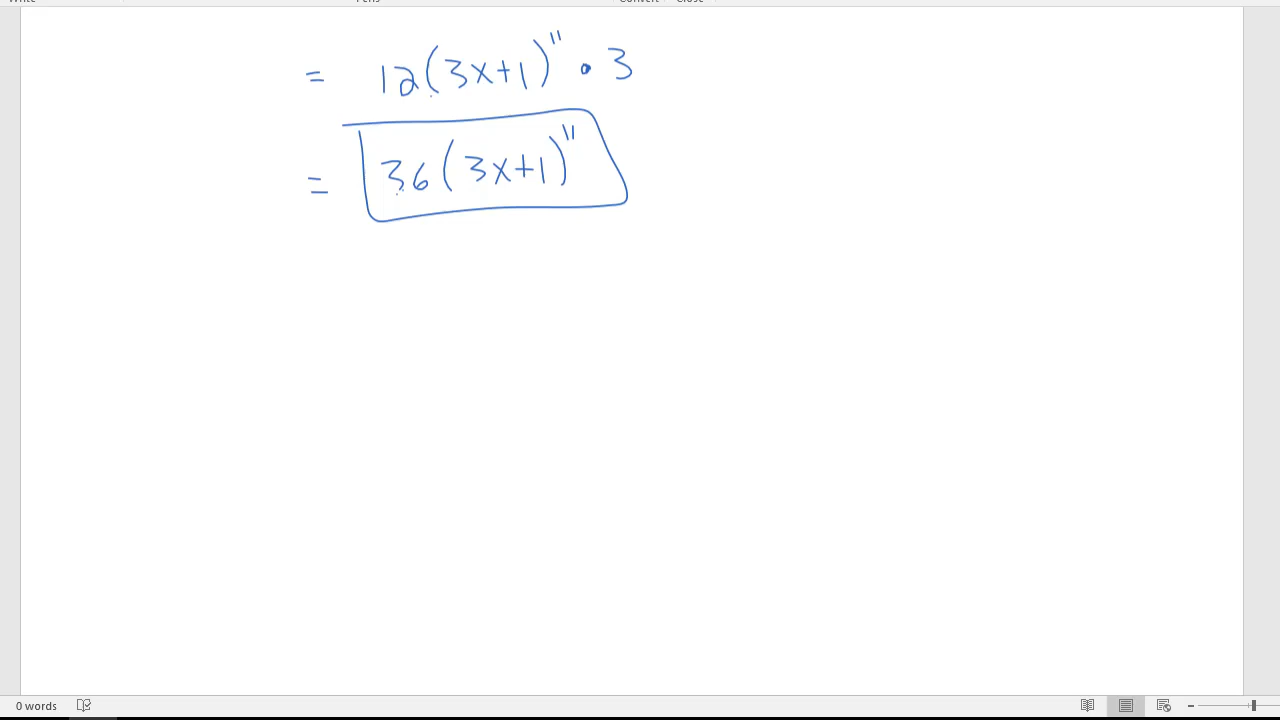 = 12(3x+1)^11 • 3
= 36(3x+1)^11
0 words